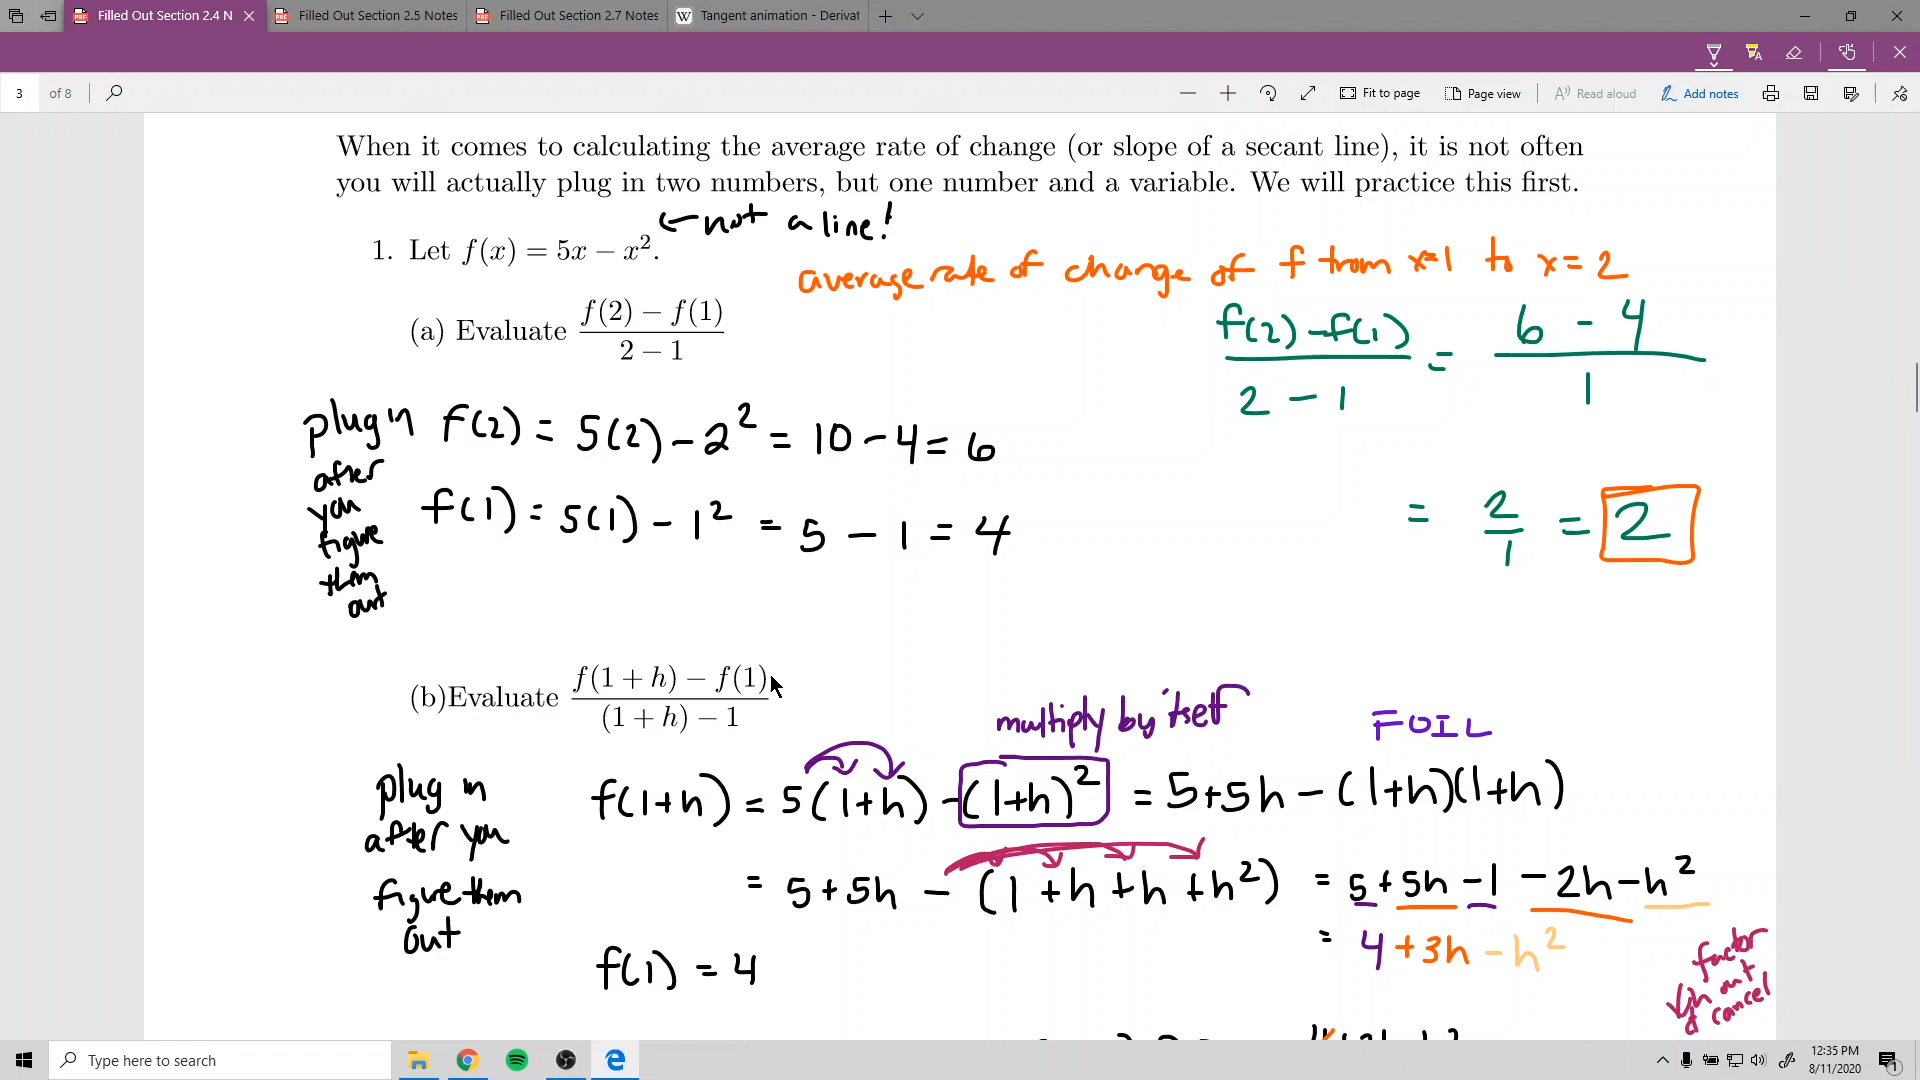 Filled Out Section 2.4 N
Filled Out Section 2.5 Notes
Filled Out Section 2.7 Notes
Tangent animation - Derivat
3 of 8
Fit to page
Page view
Read aloud
Add notes
When it comes to calculating the average rate of change (or slope of a secant line), it is not often
you will actually plug in two numbers, but one number and a variable. We will practice this first.
← not a line!
1. Let f(x) = 5x − x².
average rate of change of f from x=1 to x=2
(a) Evaluate (f(2) − f(1))/(2 − 1)
(f(2) - f(1))/(2 - 1) = (6 - 4)/1
plug in
after
you
figure
them
out
f(2) = 5(2) - 2² = 10 - 4 = 6
f(1) = 5(1) - 1² = 5 - 1 = 4
= 2/1 = 2
(b)Evaluate (f(1 + h) − f(1))/((1 + h) − 1)
multiply by itself
FOIL
plug in
after you
figure them
out
f(1+h) = 5(1+h) - (1+h)² = 5+5h - (1+h)(1+h)
= 5+5h - (1+h+h+h²) = 5+5h-1-2h-h²
= 4+3h-h²
f(1) = 4
factor
out
cancel
Type here to search
12:35 PM
8/11/2020
1